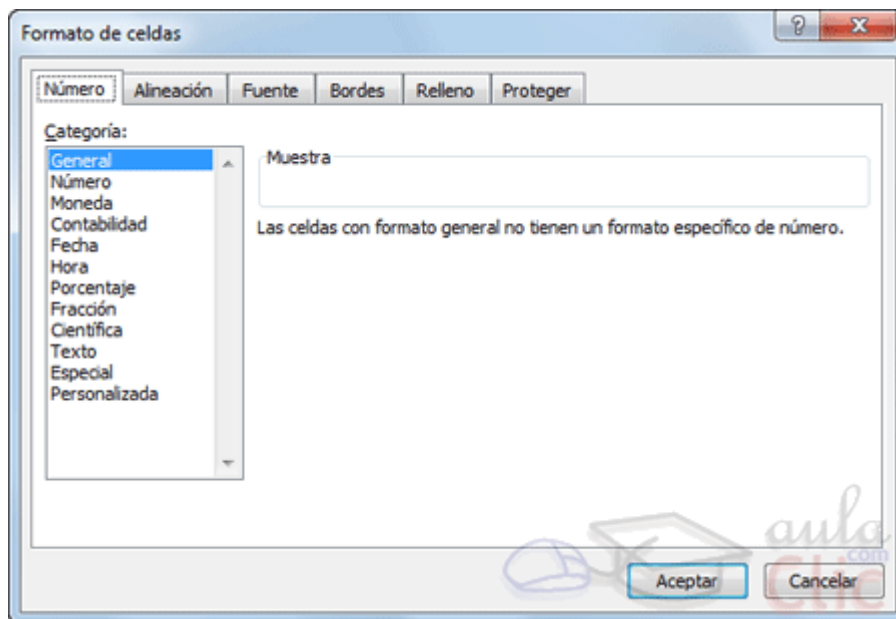 Formato de celdas
Número Alineación Fuente Bordes Relleno Proteger
Categoría:
General
Número
Moneda
Contabilidad
Fecha
Hora
Porcentaje
Fracción
Científica
Texto
Especial
Personalizada
Muestra
Las celdas con formato general no tienen un formato específico de número.
aula
.com
Clic
Aceptar Cancelar